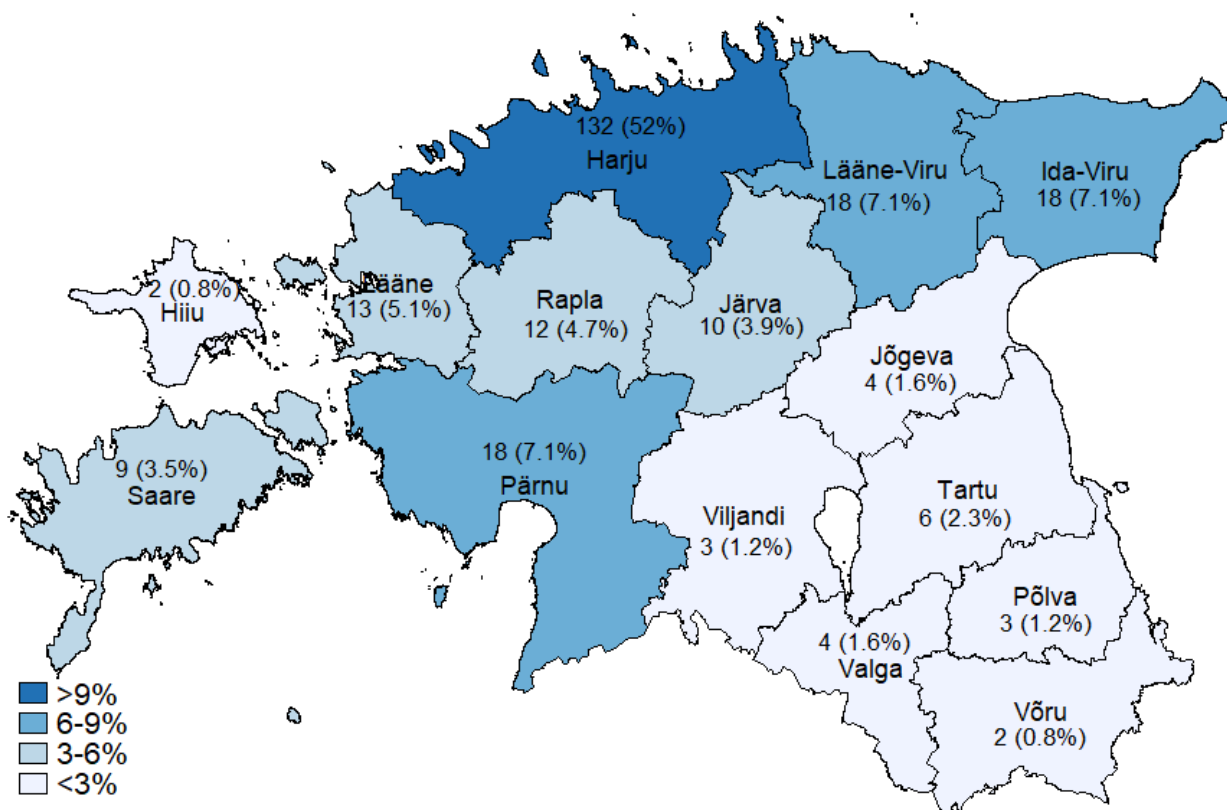 132 (52%)
Harju
Lääne-Viru
18 (7.1%)
Ida-Viru
18 (7.1%)
2 (0.8%)
Hiiu
Lääne
13 (5.1%)
Rapla
12 (4.7%)
Järva
10 (3.9%)
Jõgeva
4 (1.6%)
9 (3.5%)
Saare
18 (7.1%)
Pärnu
Viljandi
3 (1.2%)
Tartu
6 (2.3%)
Põlva
3 (1.2%)
4 (1.6%)
Valga
Võru
2 (0.8%)
>9%
6-9%
3-6%
<3%